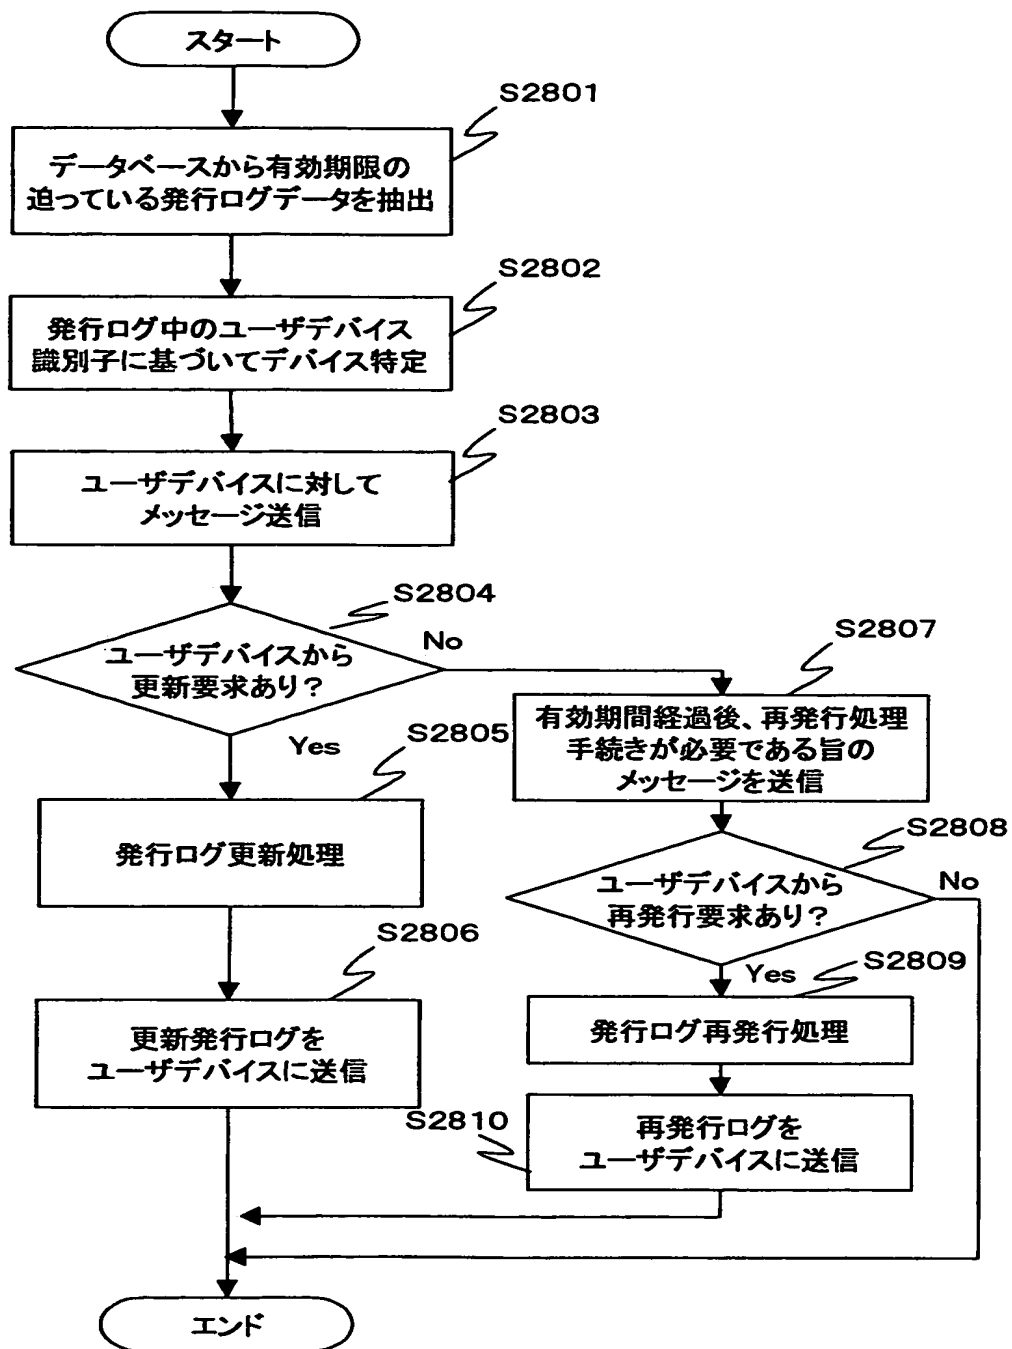 スタート
S2801
データベースから有効期限の
迫っている発行ログデータを抽出
S2802
発行ログ中のユーザデバイス
識別子に基づいてデバイス特定
S2803
ユーザデバイスに対して
メッセージ送信
S2804
ユーザデバイスから
更新要求あり?
No
Yes
S2805
発行ログ更新処理
S2806
更新発行ログを
ユーザデバイスに送信
S2807
有効期間経過後、再発行処理
手続きが必要である旨の
メッセージを送信
S2808
ユーザデバイスから
再発行要求あり?
No
Yes
S2809
発行ログ再発行処理
S2810
再発行ログを
ユーザデバイスに送信
エンド